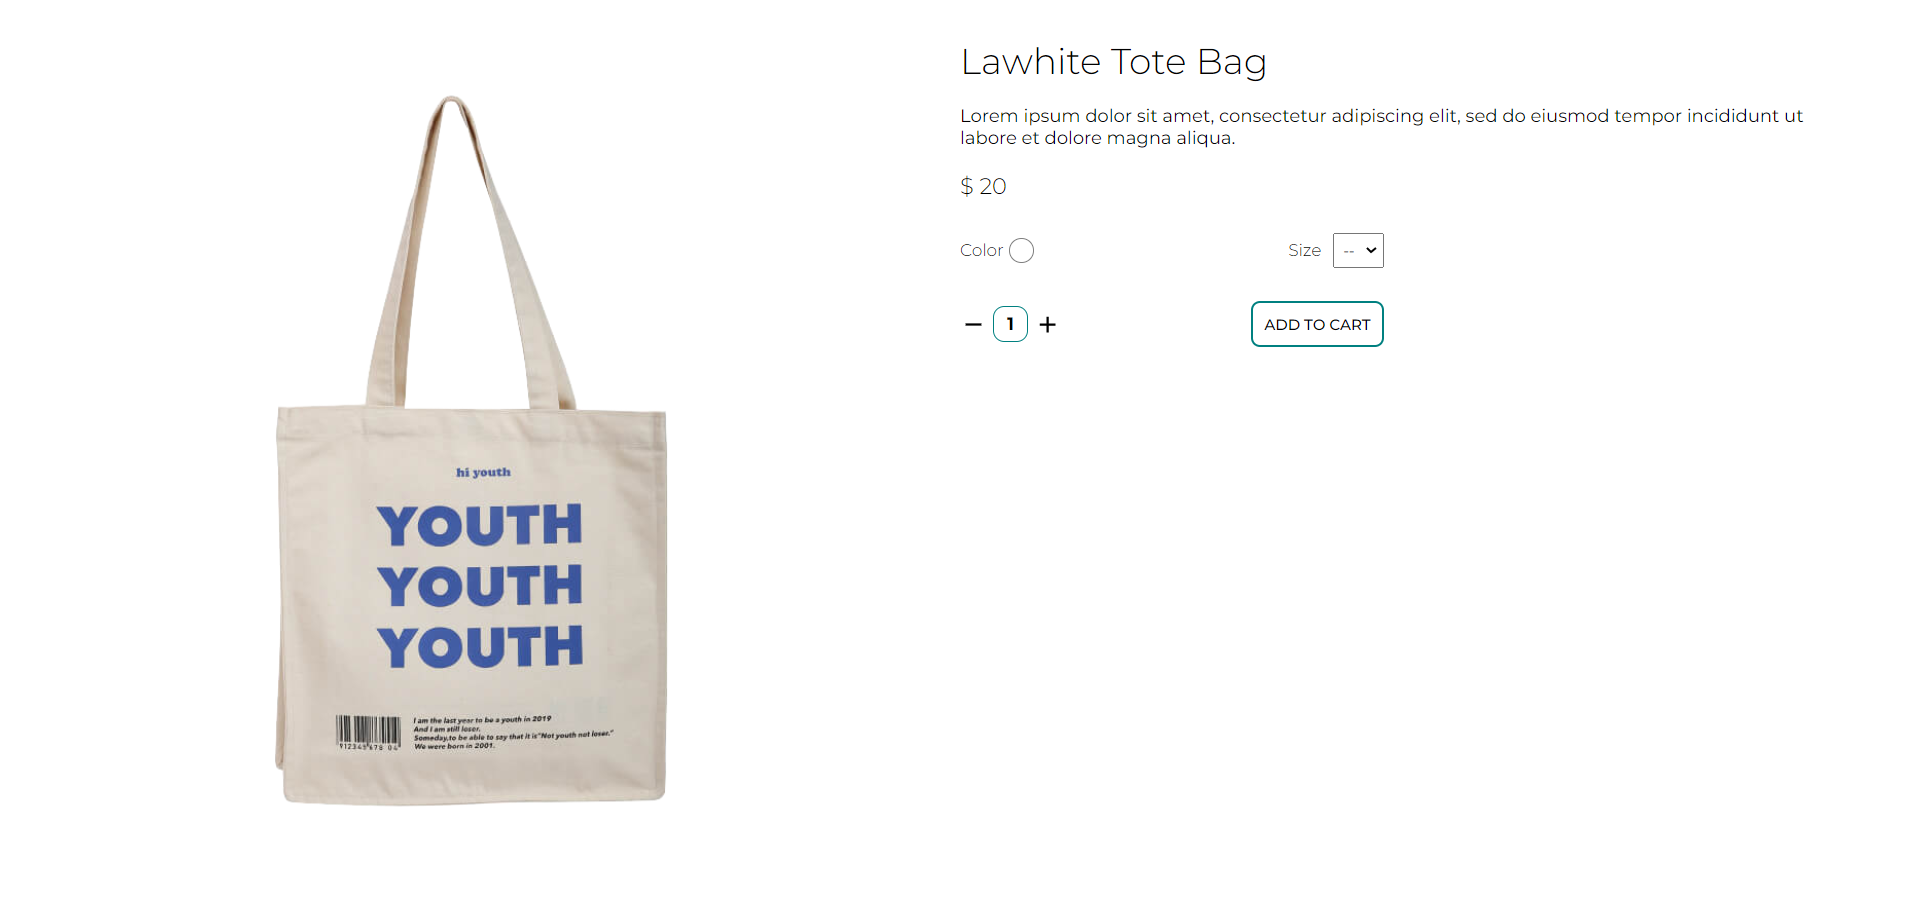 Lawhite Tote Bag
Lorem ipsum dolor sit amet, consectetur adipiscing elit, sed do eiusmod tempor incididunt ut
labore et dolore magna aliqua.
$ 20
Color
Size
--
1
ADD TO CART
hi youth
YOUTH
YOUTH
YOUTH
I am the last year to be a youth in 2019
And I am still loser.
Someday,to be able to say that it is"Not youth not loser."
We were born in 2001.
912345678 04